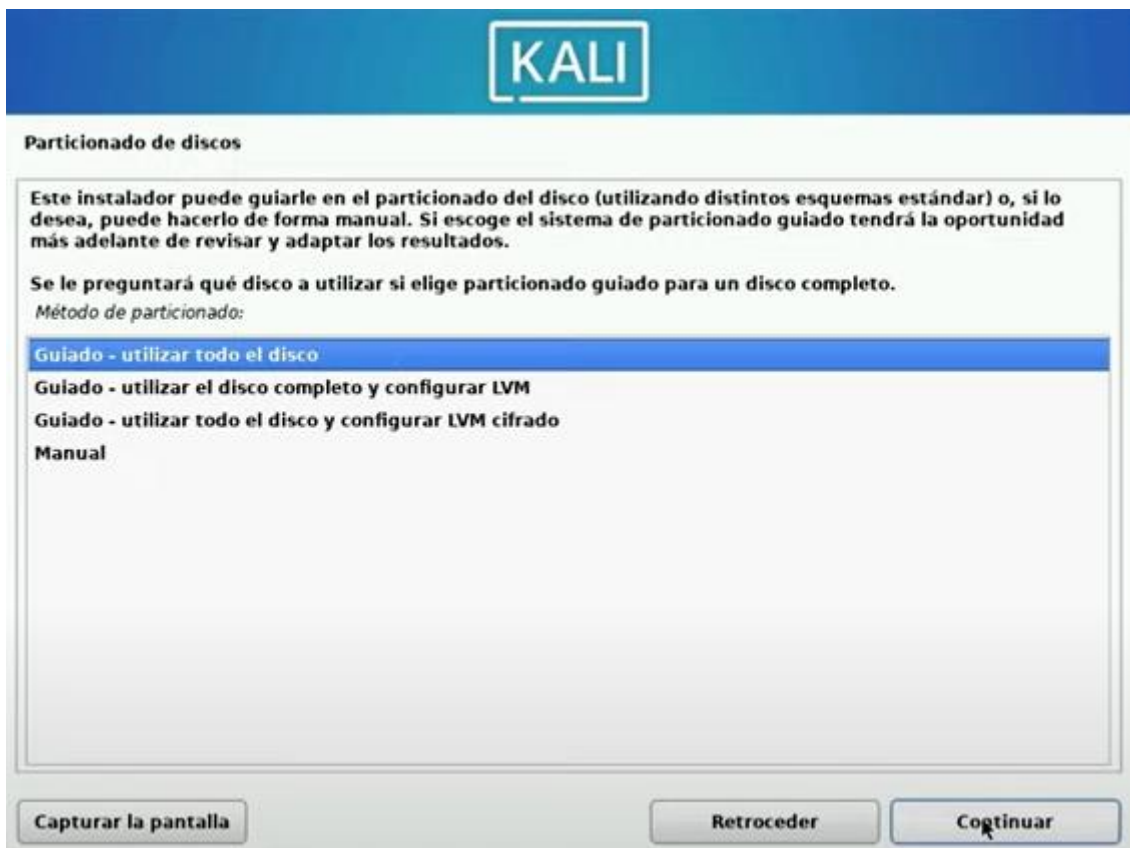 KALI
Particionado de discos
Este instalador puede guiarle en el particionado del disco (utilizando distintos esquemas estándar) o, si lo
desea, puede hacerlo de forma manual. Si escoge el sistema de particionado guiado tendrá la oportunidad
más adelante de revisar y adaptar los resultados.
Se le preguntará qué disco a utilizar si elige particionado guiado para un disco completo.
Método de particionado:
Guiado - utilizar todo el disco
Guiado - utilizar el disco completo y configurar LVM
Guiado - utilizar todo el disco y configurar LVM cifrado
Manual
Capturar la pantalla
Retroceder
Continuar